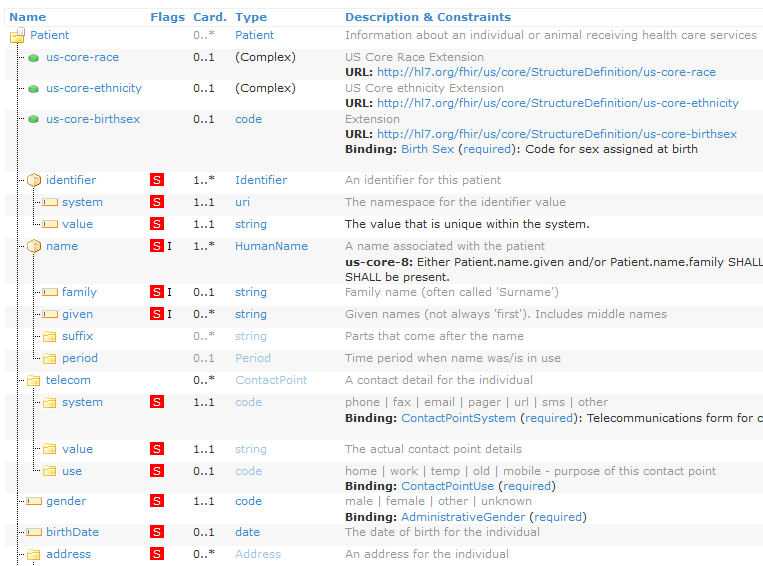 Name Flags Card. Type Description & Constraints
Patient 0..* Patient Information about an individual or animal receiving health care services
us-core-race 0..1 (Complex) US Core Race Extension
URL: http://hl7.org/fhir/us/core/StructureDefinition/us-core-race
us-core-ethnicity 0..1 (Complex) US Core ethnicity Extension
URL: http://hl7.org/fhir/us/core/StructureDefinition/us-core-ethnicity
us-core-birthsex 0..1 code Extension
URL: http://hl7.org/fhir/us/core/StructureDefinition/us-core-birthsex
Binding: Birth Sex (required): Code for sex assigned at birth
identifier S 1..* Identifier An identifier for this patient
system S 1..1 uri The namespace for the identifier value
value S 1..1 string The value that is unique within the system.
name S I 1..* HumanName A name associated with the patient
us-core-8: Either Patient.name.given and/or Patient.name.family SHALL
SHALL be present.
family S I 0..1 string Family name (often called 'Surname')
given S I 0..* string Given names (not always 'first'). Includes middle names
suffix 0..* string Parts that come after the name
period 0..1 Period Time period when name was/is in use
telecom 0..* ContactPoint A contact detail for the individual
system S 1..1 code phone | fax | email | pager | url | sms | other
Binding: ContactPointSystem (required): Telecommunications form for c
value S 1..1 string The actual contact point details
use S 0..1 code home | work | temp | old | mobile - purpose of this contact point
Binding: ContactPointUse (required)
gender S 1..1 code male | female | other | unknown
Binding: AdministrativeGender (required)
birthDate S 0..1 date The date of birth for the individual
address S 0..* Address An address for the individual